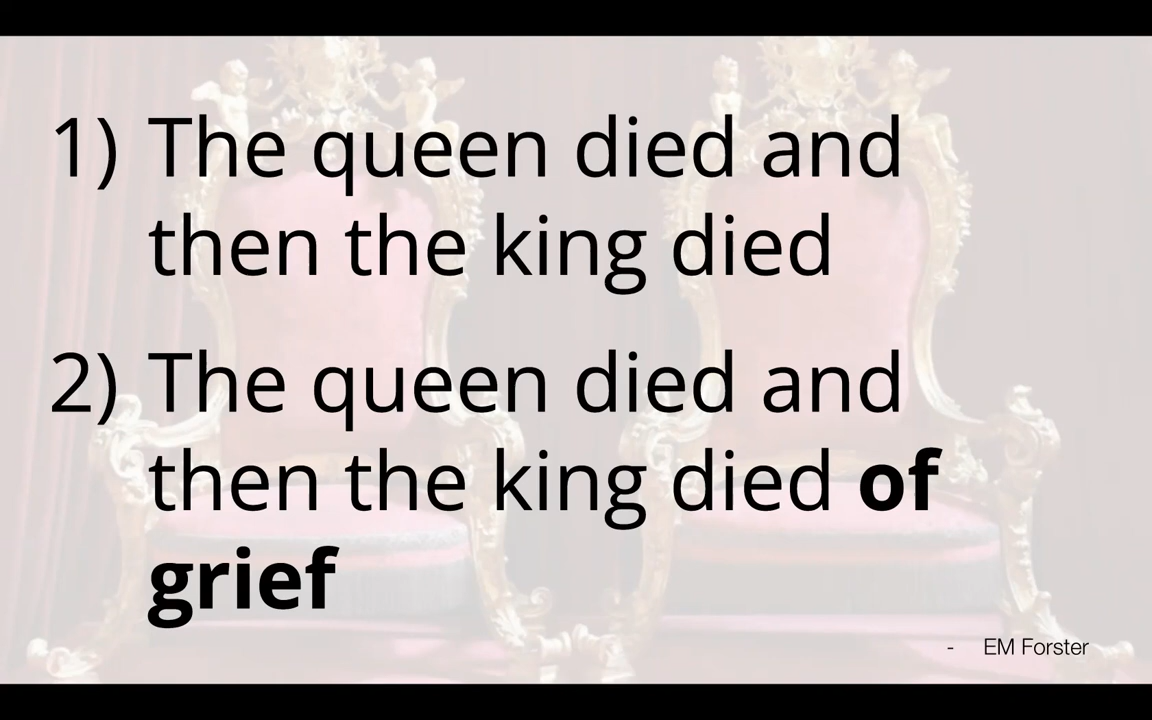 1) The queen died and
then the king died
2) The queen died and
then the king died of
grief
- EM Forster